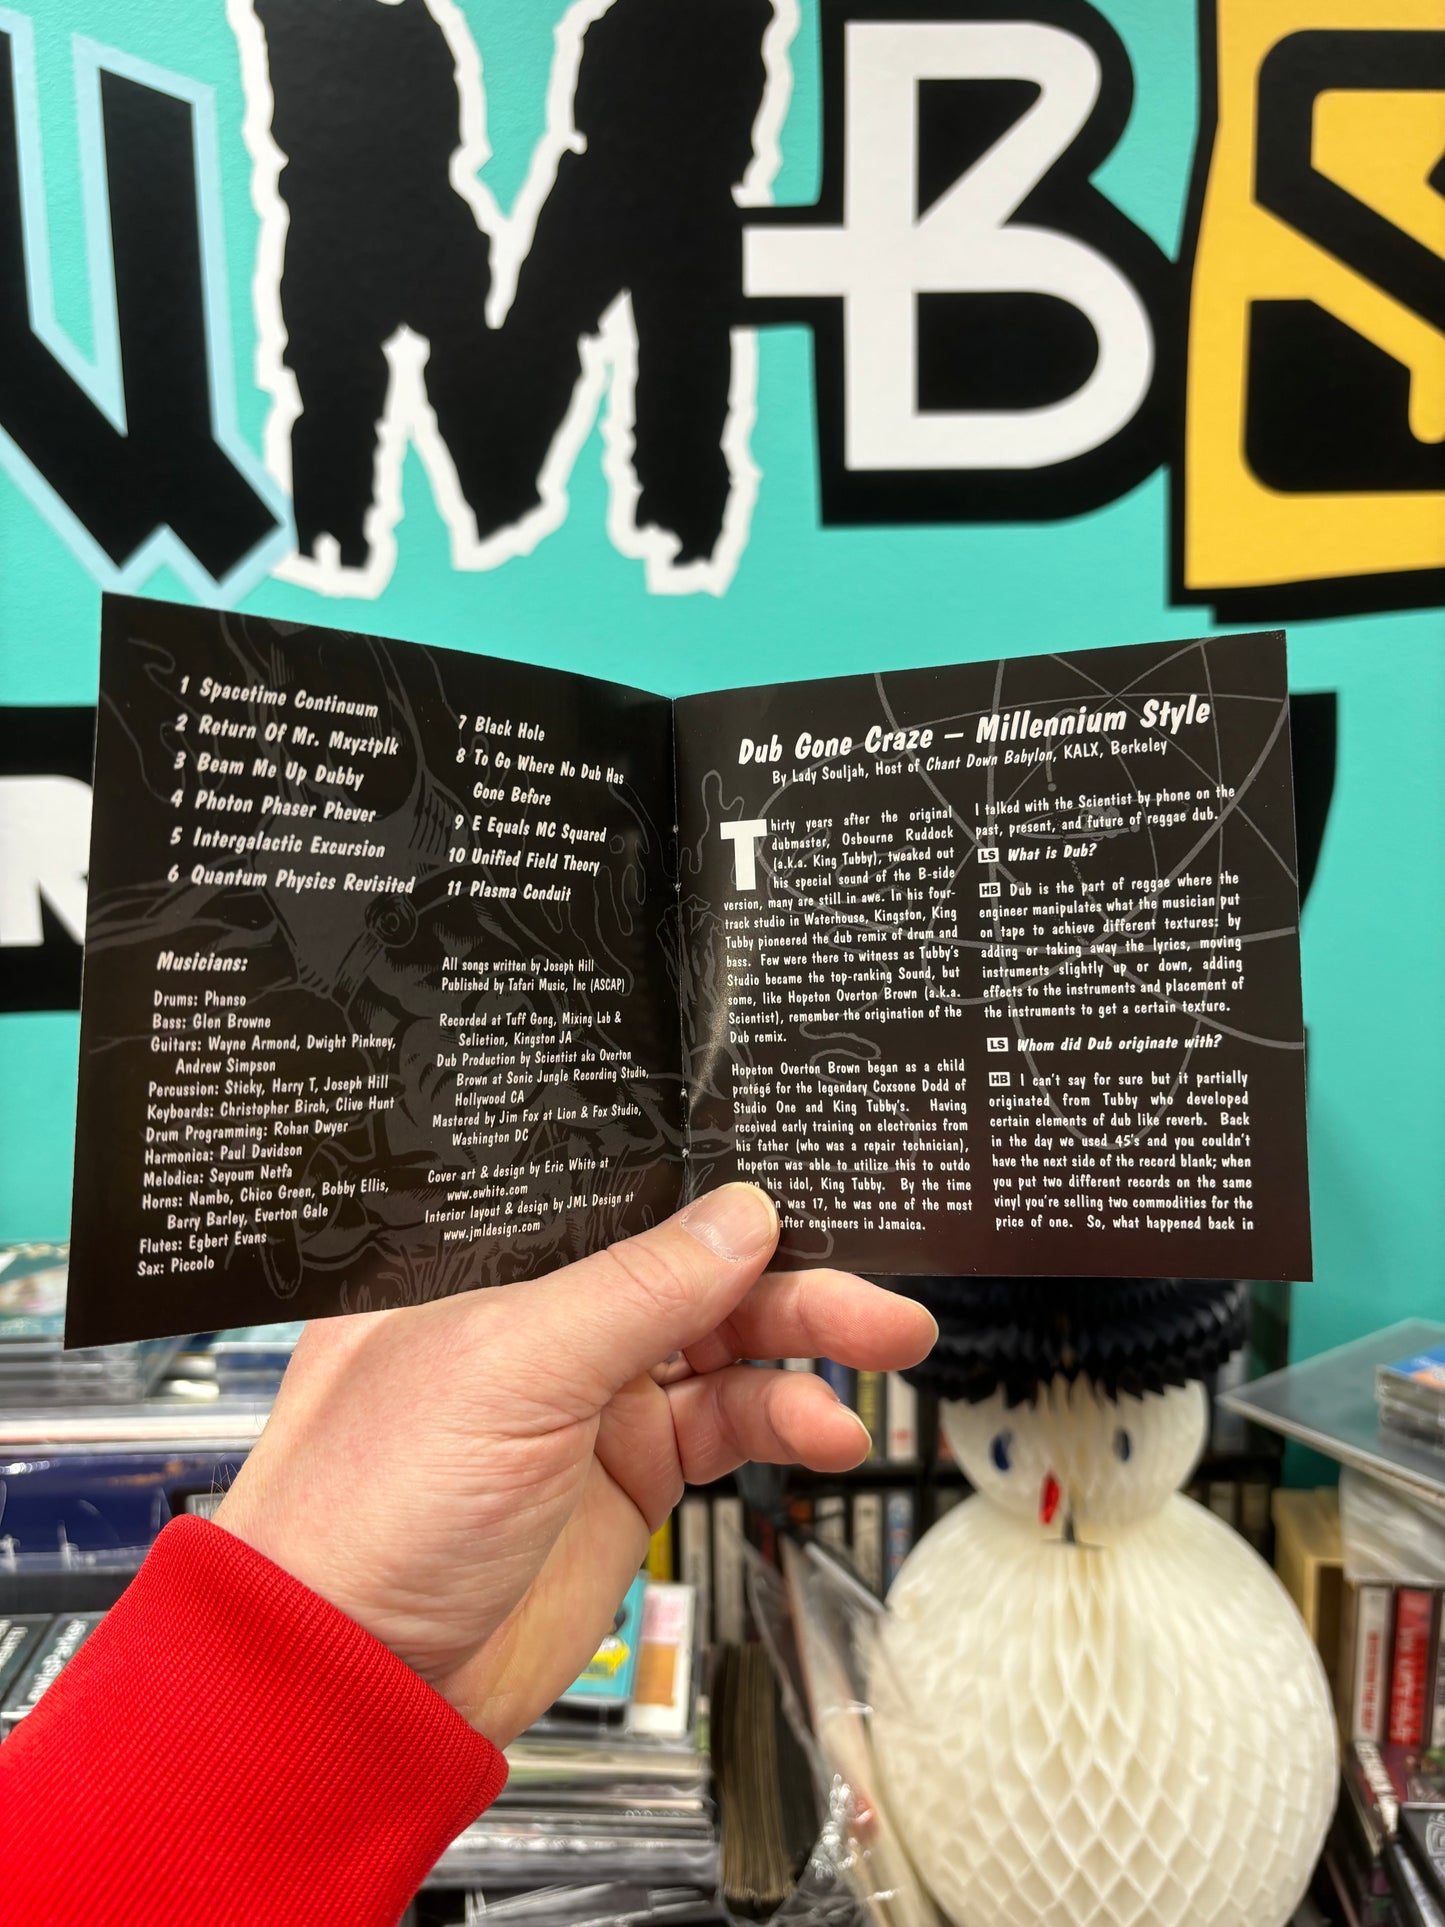 MBS
R
1 Spacetime Continuum
2 Return Of Mr. Mxyztplk
3 Beam Me Up Dubby
4 Photon Phaser Phever
5 Intergalactic Excursion
6 Quantum Physics Revisited
7 Black Hole
8 To Go Where No Dub Has
Gone Before
9 E Equals MC Squared
10 Unified Field Theory
11 Plasma Conduit
Musicians:
Drums: Phanso
Bass: Glen Browne
Guitars: Wayne Armond, Dwight Pinkney,
Andrew Simpson
Percussion: Sticky, Harry T, Joseph Hill
Keyboards: Christopher Birch, Clive Hunt
Drum Programming: Rohan Dwyer
Harmonica: Paul Davidson
Melodica: Seyoum Netfa
Horns: Nambo, Chico Green, Bobby Ellis,
Barry Barley, Everton Gale
Flutes: Egbert Evans
Sax: Piccolo
All songs written by Joseph Hill
Published by Tafari Music, Inc (ASCAP)
Recorded at Tuff Gong, Mixing Lab &
Selietion, Kingston JA
Dub Production by Scientist aka Overton
Brown at Sonic Jungle Recording Studio,
Hollywood CA
Mastered by Jim Fox at Lion & Fox Studio,
Washington DC
Cover art & design by Eric White at
www.ewhite.com
Interior layout & design by JML Design at
www.jmldesign.com
Dub Gone Craze – Millennium Style
By Lady Souljah, Host of Chant Down Babylon, KALX, Berkeley
Thirty years after the original
dubmaster, Osbourne Ruddock
(a.k.a. King Tubby), tweaked out
his special sound of the B-side
version, many are still in awe. In his four-
track studio in Waterhouse, Kingston, King
Tubby pioneered the dub remix of drum and
bass. Few were there to witness as Tubby's
Studio became the top-ranking Sound, but
some, like Hopeton Overton Brown (a.k.a.
Scientist), remember the origination of the
Dub remix.
Hopeton Overton Brown began as a child
protégé for the legendary Coxsone Dodd of
Studio One and King Tubby's. Having
received early training on electronics from
his father (who was a repair technician),
Hopeton was able to utilize this to outdo
his idol, King Tubby. By the time
was 17, he was one of the most
after engineers in Jamaica.
I talked with the Scientist by phone on the
past, present, and future of reggae dub.
LS What is Dub?
HB Dub is the part of reggae where the
engineer manipulates what the musician put
on tape to achieve different textures: by
adding or taking away the lyrics, moving
instruments slightly up or down, adding
effects to the instruments and placement of
the instruments to get a certain texture.
LS Whom did Dub originate with?
HB I can't say for sure but it partially
originated from Tubby who developed
certain elements of dub like reverb. Back
in the day we used 45's and you couldn't
have the next side of the record blank; when
you put two different records on the same
vinyl you're selling two commodities for the
price of one. So, what happened back in